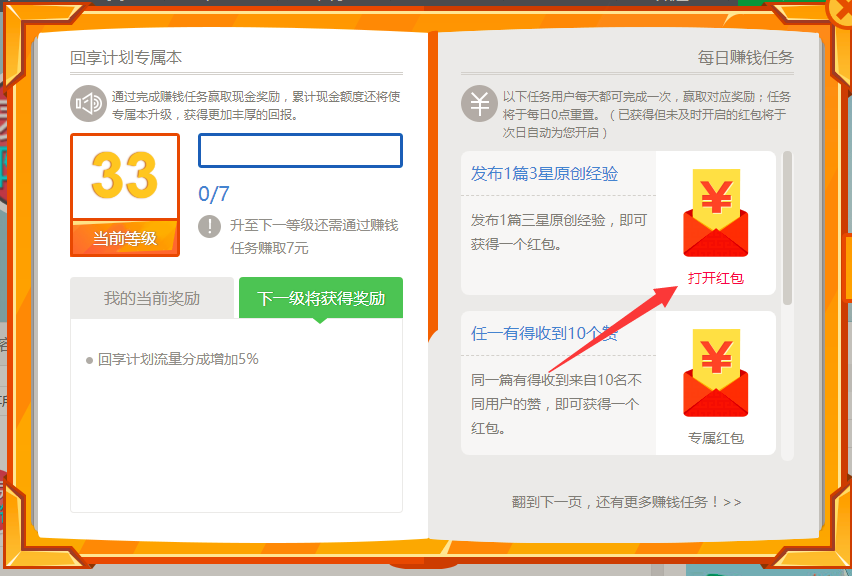 回享计划专属本
通过完成赚钱任务赢取现金奖励，累计现金额度还将使
专属本升级，获得更加丰厚的回报。
33
当前等级
0/7
升至下一等级还需通过赚钱
任务赚取7元
我的当前奖励
下一级将获得奖励
回享计划流量分成增加5%
每日赚钱任务
以下任务用户每天都可完成一次，赢取对应奖励；任务
将于每日0点重置。（已获得但未及时开启的红包将于
次日自动为您开启）
发布1篇3星原创经验
发布1篇三星原创经验，即可
获得一个红包。
打开红包
任一有得收到10个赞
同一篇有得收到来自10名不
同用户的赞，即可获得一个
红包。
专属红包
翻到下一页，还有更多赚钱任务！>>